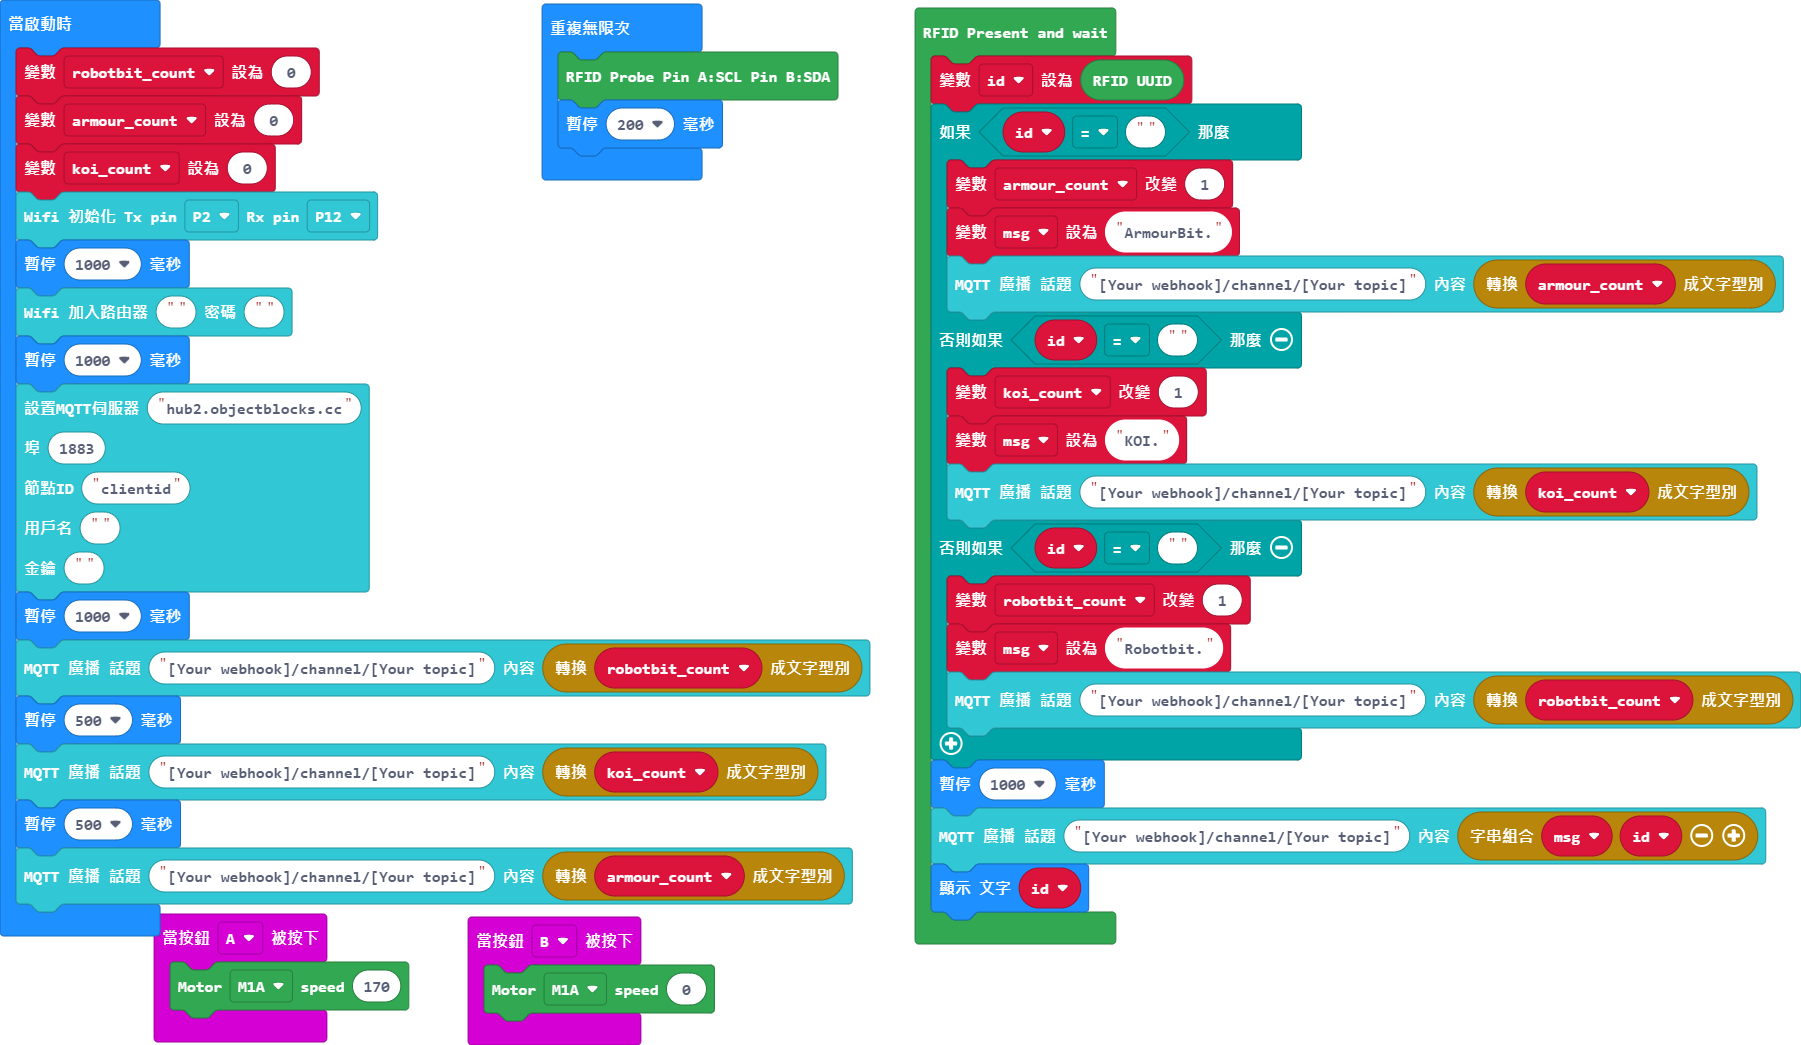 當啟動時
變數 robotbit_count 設為 0
變數 armour_count 設為 0
變數 koi_count 設為 0
Wifi 初始化 Tx pin P2 Rx pin P12
暫停 1000 毫秒
Wifi 加入路由器 "" 密碼 ""
暫停 1000 毫秒
設置MQTT伺服器 "hub2.objectblocks.cc"
埠 1883
節點ID "clientid"
用戶名 ""
金鑰 ""
暫停 1000 毫秒
MQTT 廣播 話題 "[Your webhook]/channel/[Your topic]" 內容 轉換 robotbit_count 成文字型別
暫停 500 毫秒
MQTT 廣播 話題 "[Your webhook]/channel/[Your topic]" 內容 轉換 koi_count 成文字型別
暫停 500 毫秒
MQTT 廣播 話題 "[Your webhook]/channel/[Your topic]" 內容 轉換 armour_count 成文字型別
當按鈕 A 被按下
Motor M1A speed 170
當按鈕 B 被按下
Motor M1A speed 0
重複無限次
RFID Probe Pin A:SCL Pin B:SDA
暫停 200 毫秒
RFID Present and wait
變數 id 設為 RFID UUID
如果 id = "" 那麼
變數 armour_count 改變 1
變數 msg 設為 "ArmourBit."
MQTT 廣播 話題 "[Your webhook]/channel/[Your topic]" 內容 轉換 armour_count 成文字型別
否則如果 id = "" 那麼
變數 koi_count 改變 1
變數 msg 設為 "KOI."
MQTT 廣播 話題 "[Your webhook]/channel/[Your topic]" 內容 轉換 koi_count 成文字型別
否則如果 id = "" 那麼
變數 robotbit_count 改變 1
變數 msg 設為 "Robotbit."
MQTT 廣播 話題 "[Your webhook]/channel/[Your topic]" 內容 轉換 robotbit_count 成文字型別
暫停 1000 毫秒
MQTT 廣播 話題 "[Your webhook]/channel/[Your topic]" 內容 字串組合 msg id
顯示 文字 id